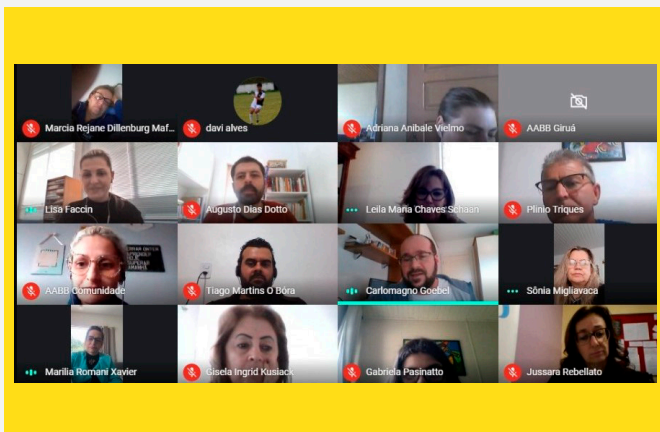 Marcia Rejane Dillenburg Maf...
davi alves
Adriana Anibale Vielmo
AABB Giruá
Lisa Faccin
Augusto Dias Dotto
Leila Maria Chaves Schaan
Plinio Triques
AABB Comunidade
Tiago Martins O Bóra
Carlomagno Goebel
Sônia Migliavaca
Marilia Romani Xavier
Gisela Ingrid Kusiack
Gabriela Pasinatto
Jussara Rebellato